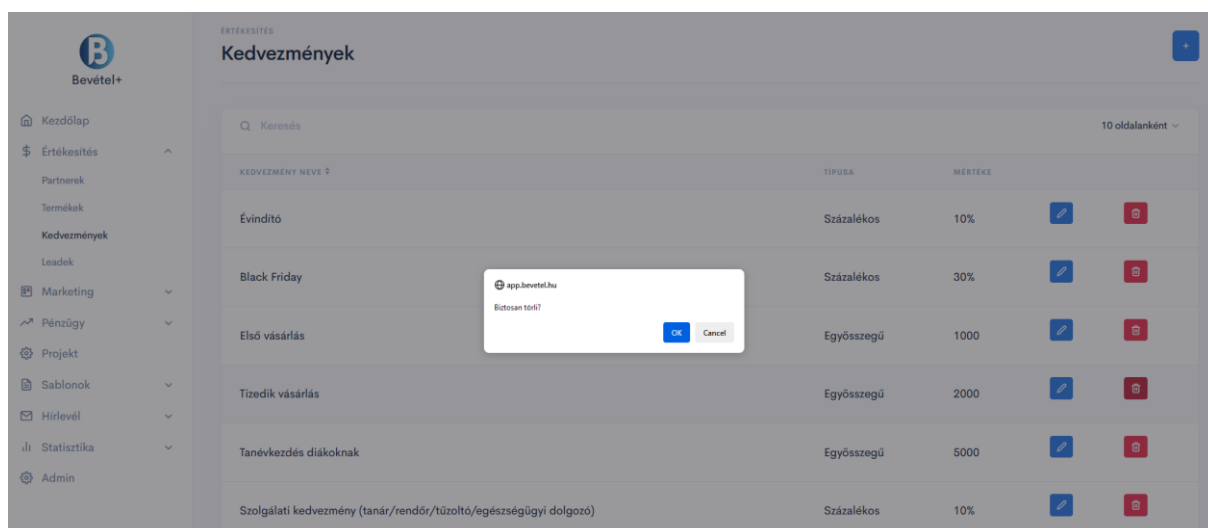 Bevétel+
Kezdőlap
Értékesítés
Partnerek
Termékek
Kedvezmények
Leadek
Marketing
Pénzügy
Projekt
Sablonok
Hírlevél
Statisztika
Admin
ÉRTÉKESÍTÉS
Kedvezmények
+
Keresés
10 oldalanként
KEDVEZMÉNY NEVE TÍPUSA MÉRTÉKE
Évindító Százalékos 10%
Black Friday Százalékos 30%
Első vásárlás Egyösszegű 1000
Tizedik vásárlás Egyösszegű 2000
Tanévkezdés diákoknak Egyösszegű 5000
Szolgálati kedvezmény (tanár/rendőr/tűzoltó/egészségügyi dolgozó) Százalékos 10%
app.bevetel.hu
Biztosan törli?
OK Cancel